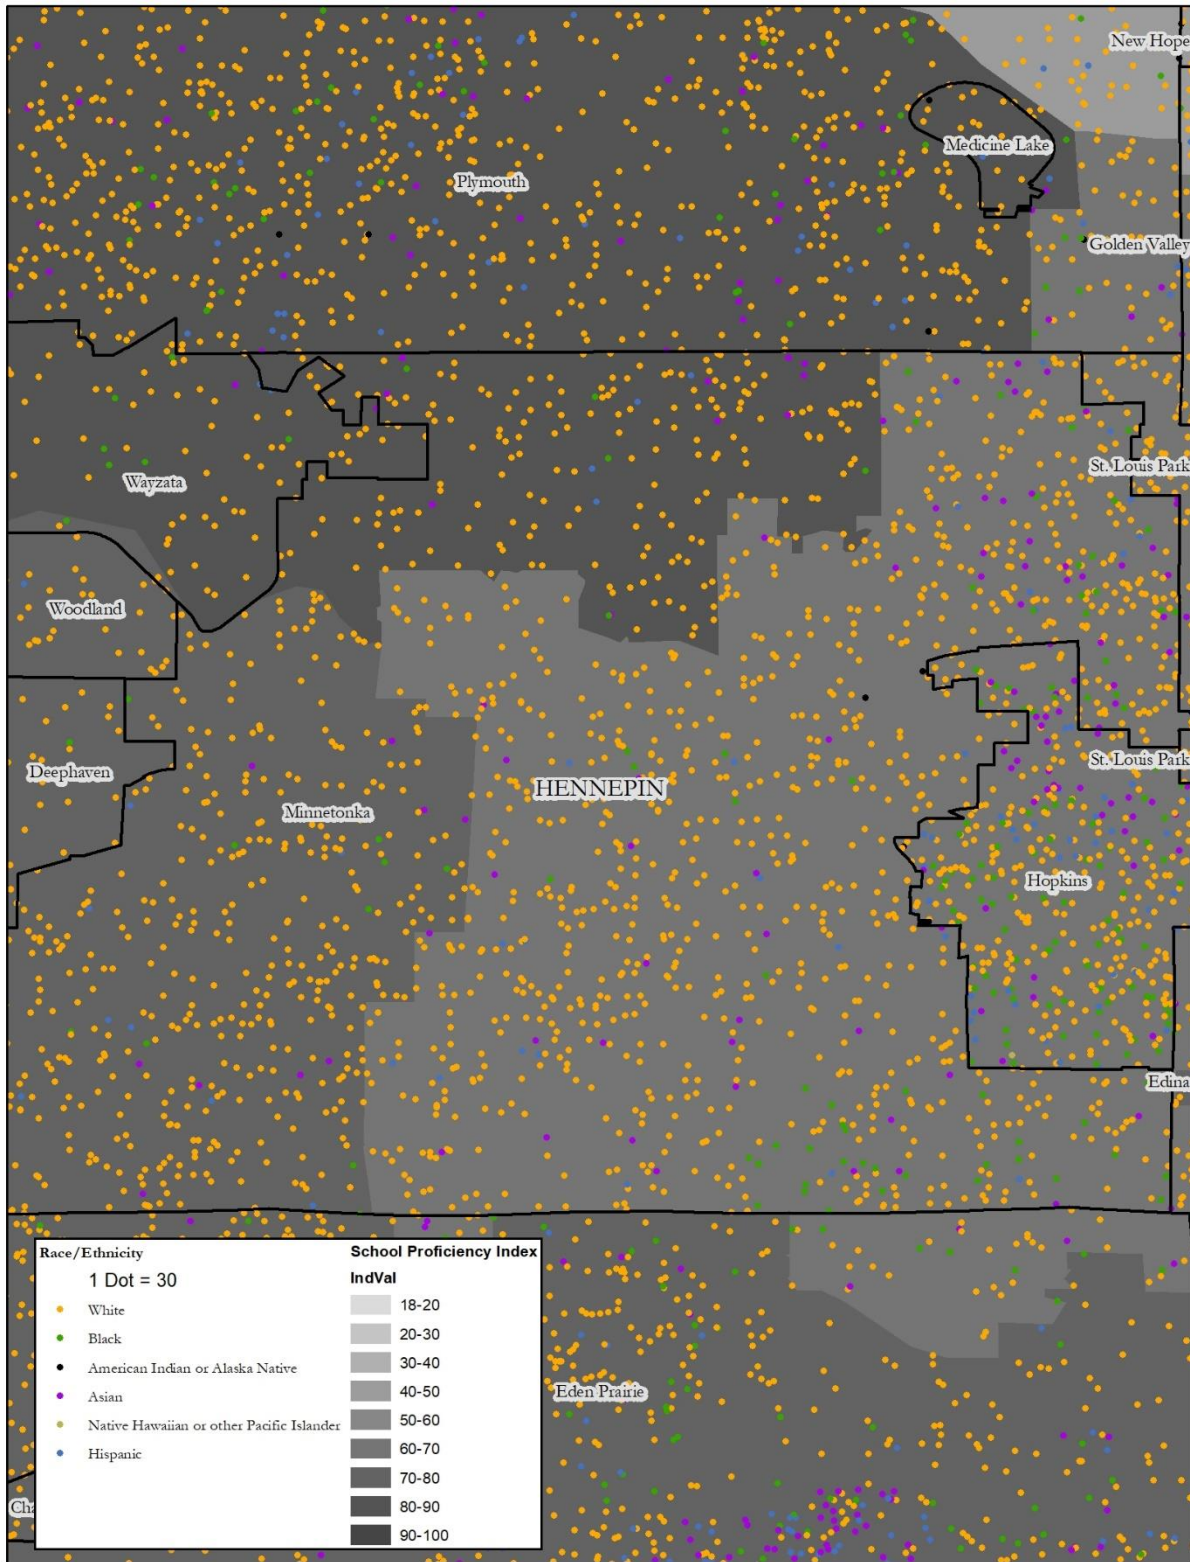 New Hope
Medicine Lake
Plymouth
Golden Valley
St. Louis Park
Wayzata
Woodland
St. Louis Park
Deephaven
HENNEPIN
Minnetonka
Hopkins
Edina
Eden Prairie
Cha
Race/Ethnicity
1 Dot = 30
White
Black
American Indian or Alaska Native
Asian
Native Hawaiian or other Pacific Islander
Hispanic
School Proficiency Index
IndVal
18-20
20-30
30-40
40-50
50-60
60-70
70-80
80-90
90-100